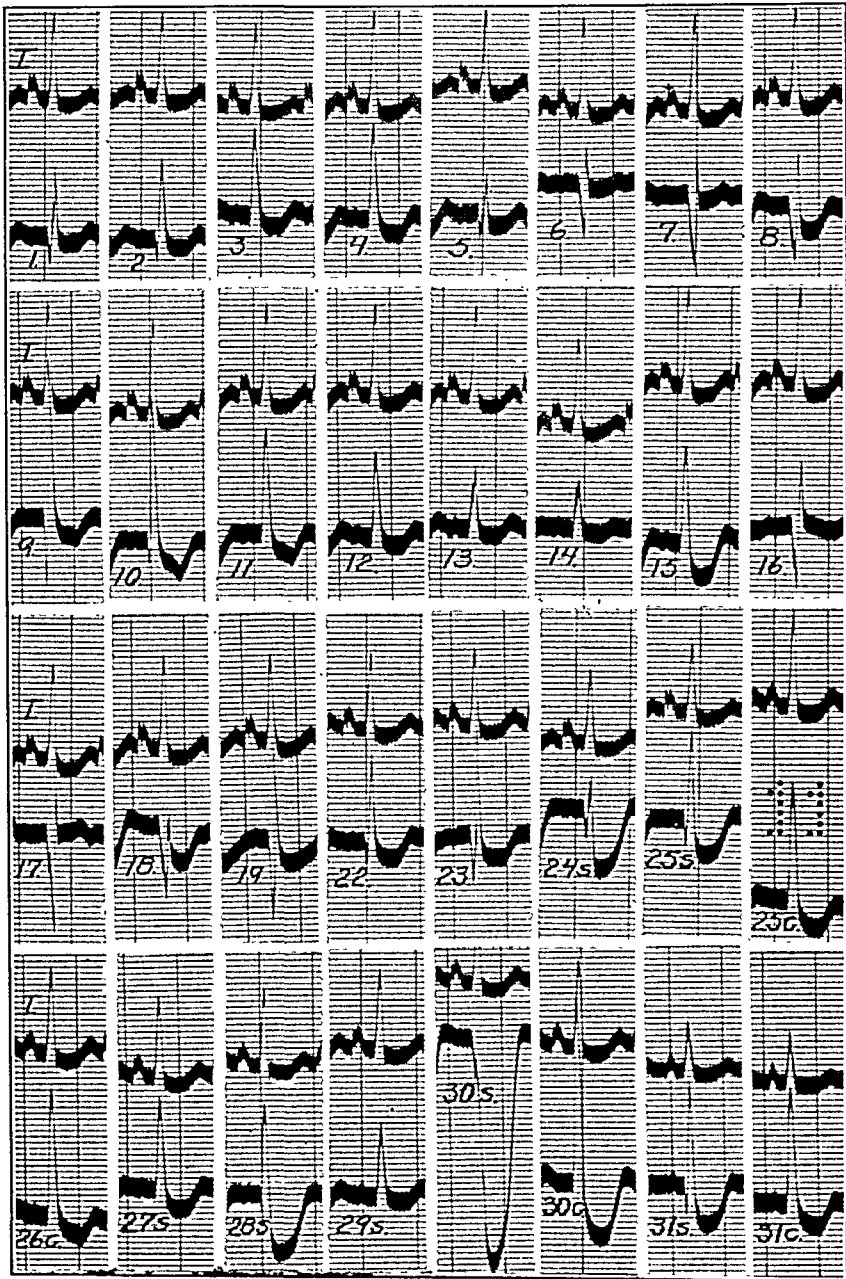 I
1. 2. 3 4. 5. 6 7. 8.
I
9 10. 11. 12. 13. 14. 15 16.
I
17. 18. 19 22. 23. 24s 25s 25c.
I
26c. 27s. 28s 29s. 30s. 30c 31s. 31c.